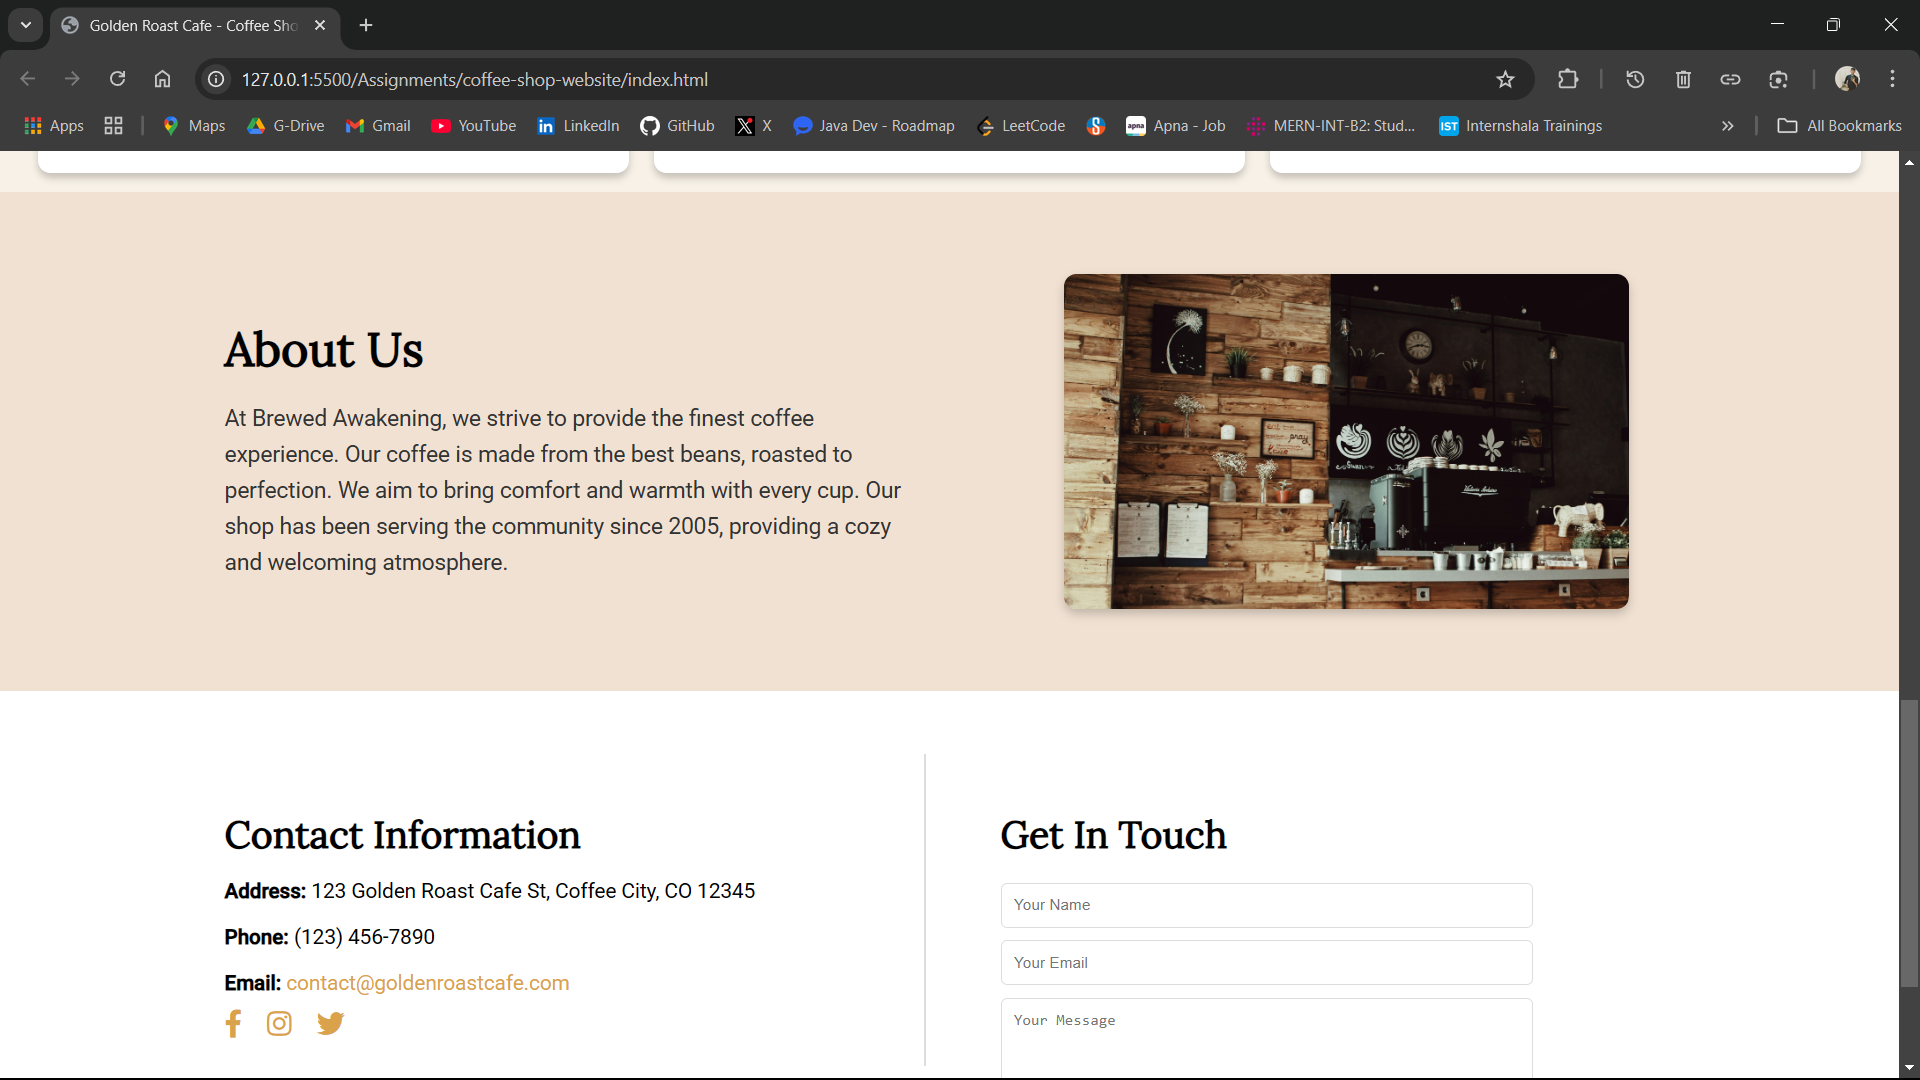 Golden Roast Cafe - Coffee Sho
127.0.0.1:5500/Assignments/coffee-shop-website/index.html
Apps Maps G-Drive Gmail YouTube LinkedIn GitHub X Java Dev - Roadmap LeetCode apna Apna - Job MERN-INT-B2: Stud... IST Internshala Trainings » All Bookmarks
About Us
At Brewed Awakening, we strive to provide the finest coffee
experience. Our coffee is made from the best beans, roasted to
perfection. We aim to bring comfort and warmth with every cup. Our
shop has been serving the community since 2005, providing a cozy
and welcoming atmosphere.
pray
Contact Information
Address: 123 Golden Roast Cafe St, Coffee City, CO 12345
Phone: (123) 456-7890
Email: contact@goldenroastcafe.com
Get In Touch
Your Name
Your Email
Your Message